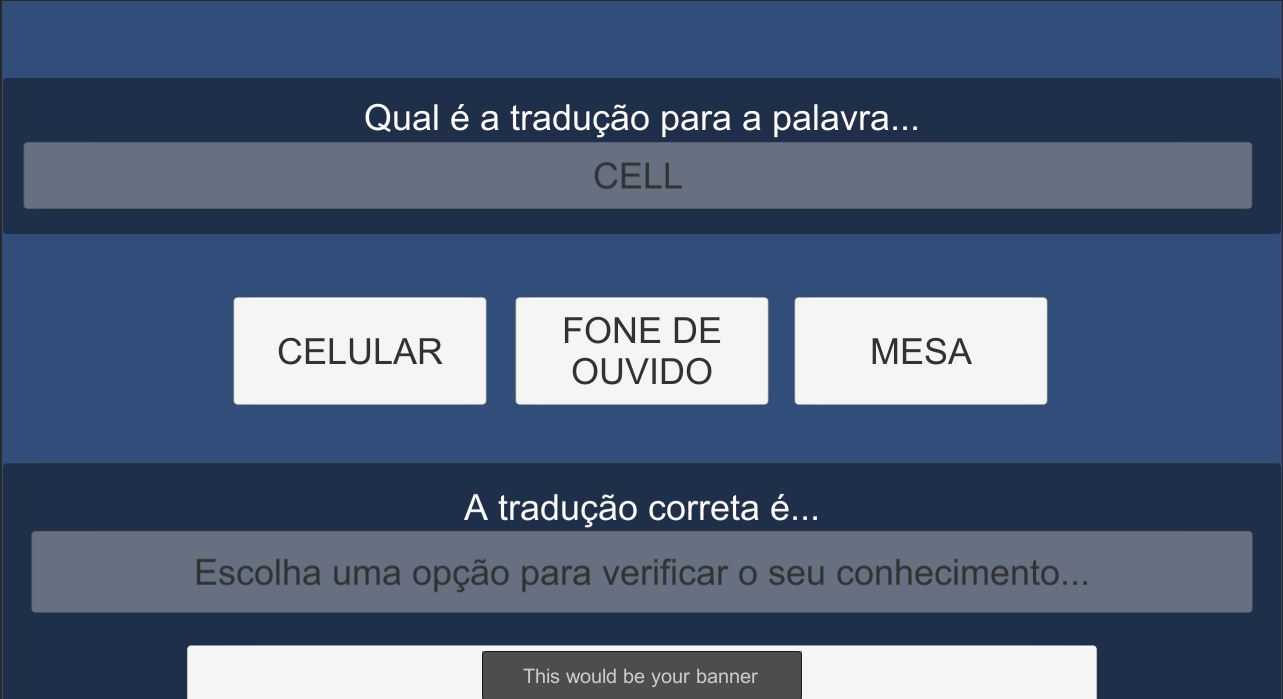 Qual é a tradução para a palavra...
CELL
CELULAR
FONE DE
OUVIDO
MESA
A tradução correta é...
Escolha uma opção para verificar o seu conhecimento...
This would be your banner